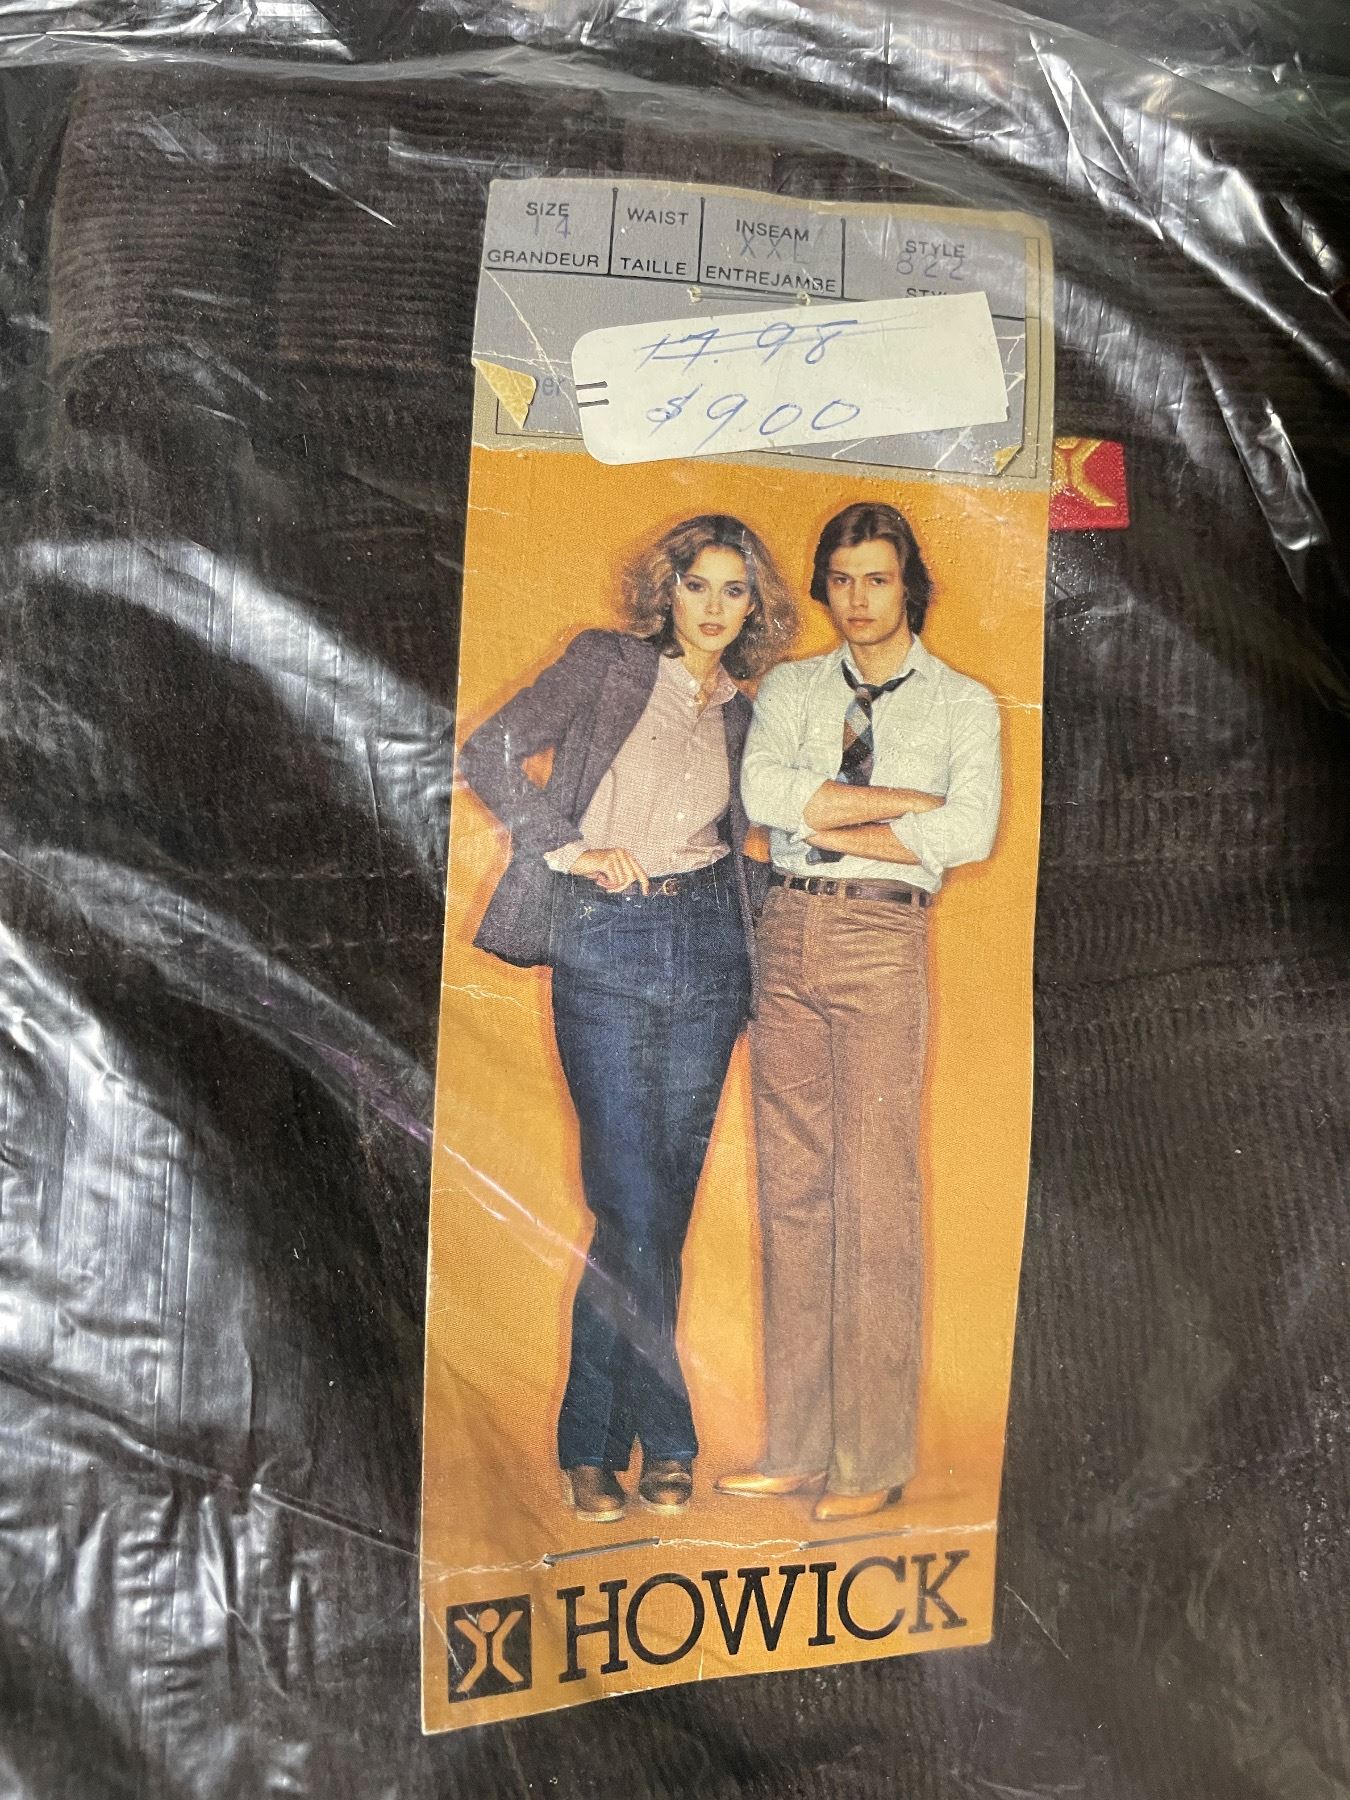 SIZE WAIST INSEAM STYLE
14 XXL 822
GRANDEUR TAILLE ENTREJAMBE
17.98
$9.00
HOWICK